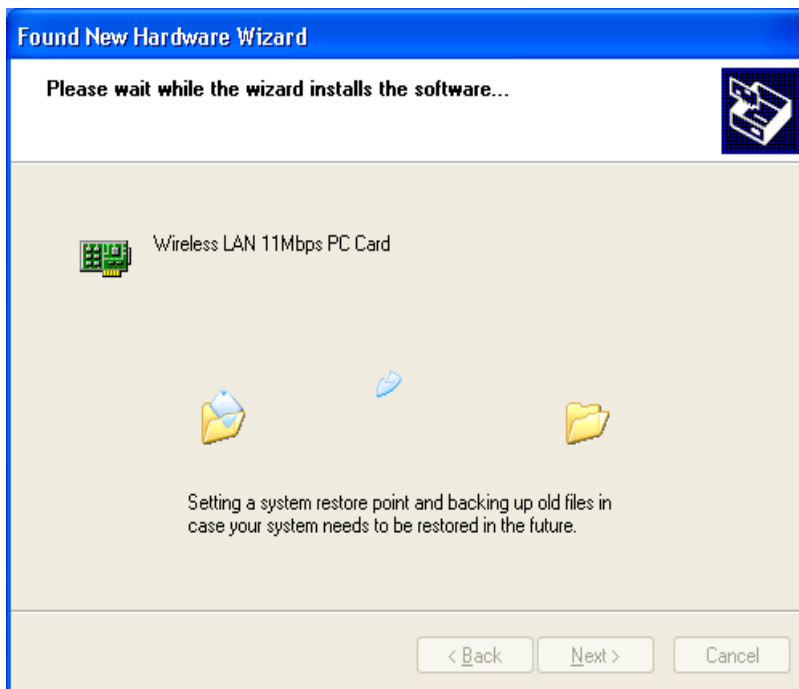 Found New Hardware Wizard
Please wait while the wizard installs the software...
Wireless LAN 11Mbps PC Card
Setting a system restore point and backing up old files in
case your system needs to be restored in the future.
< Back
Next >
Cancel